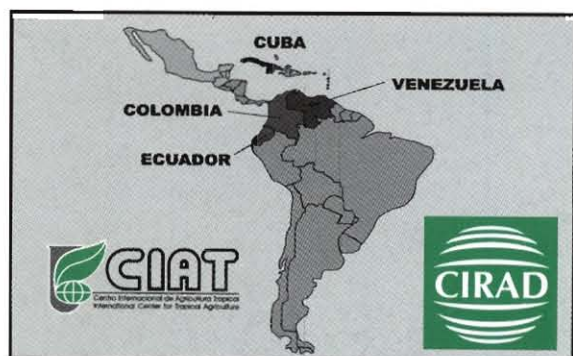 CUBA
VENEZUELA
COLOMBIA
ECUADOR
CIAT
Centro Internacional de Agricultura Tropical
International Center for Tropical Agriculture
CIRAD